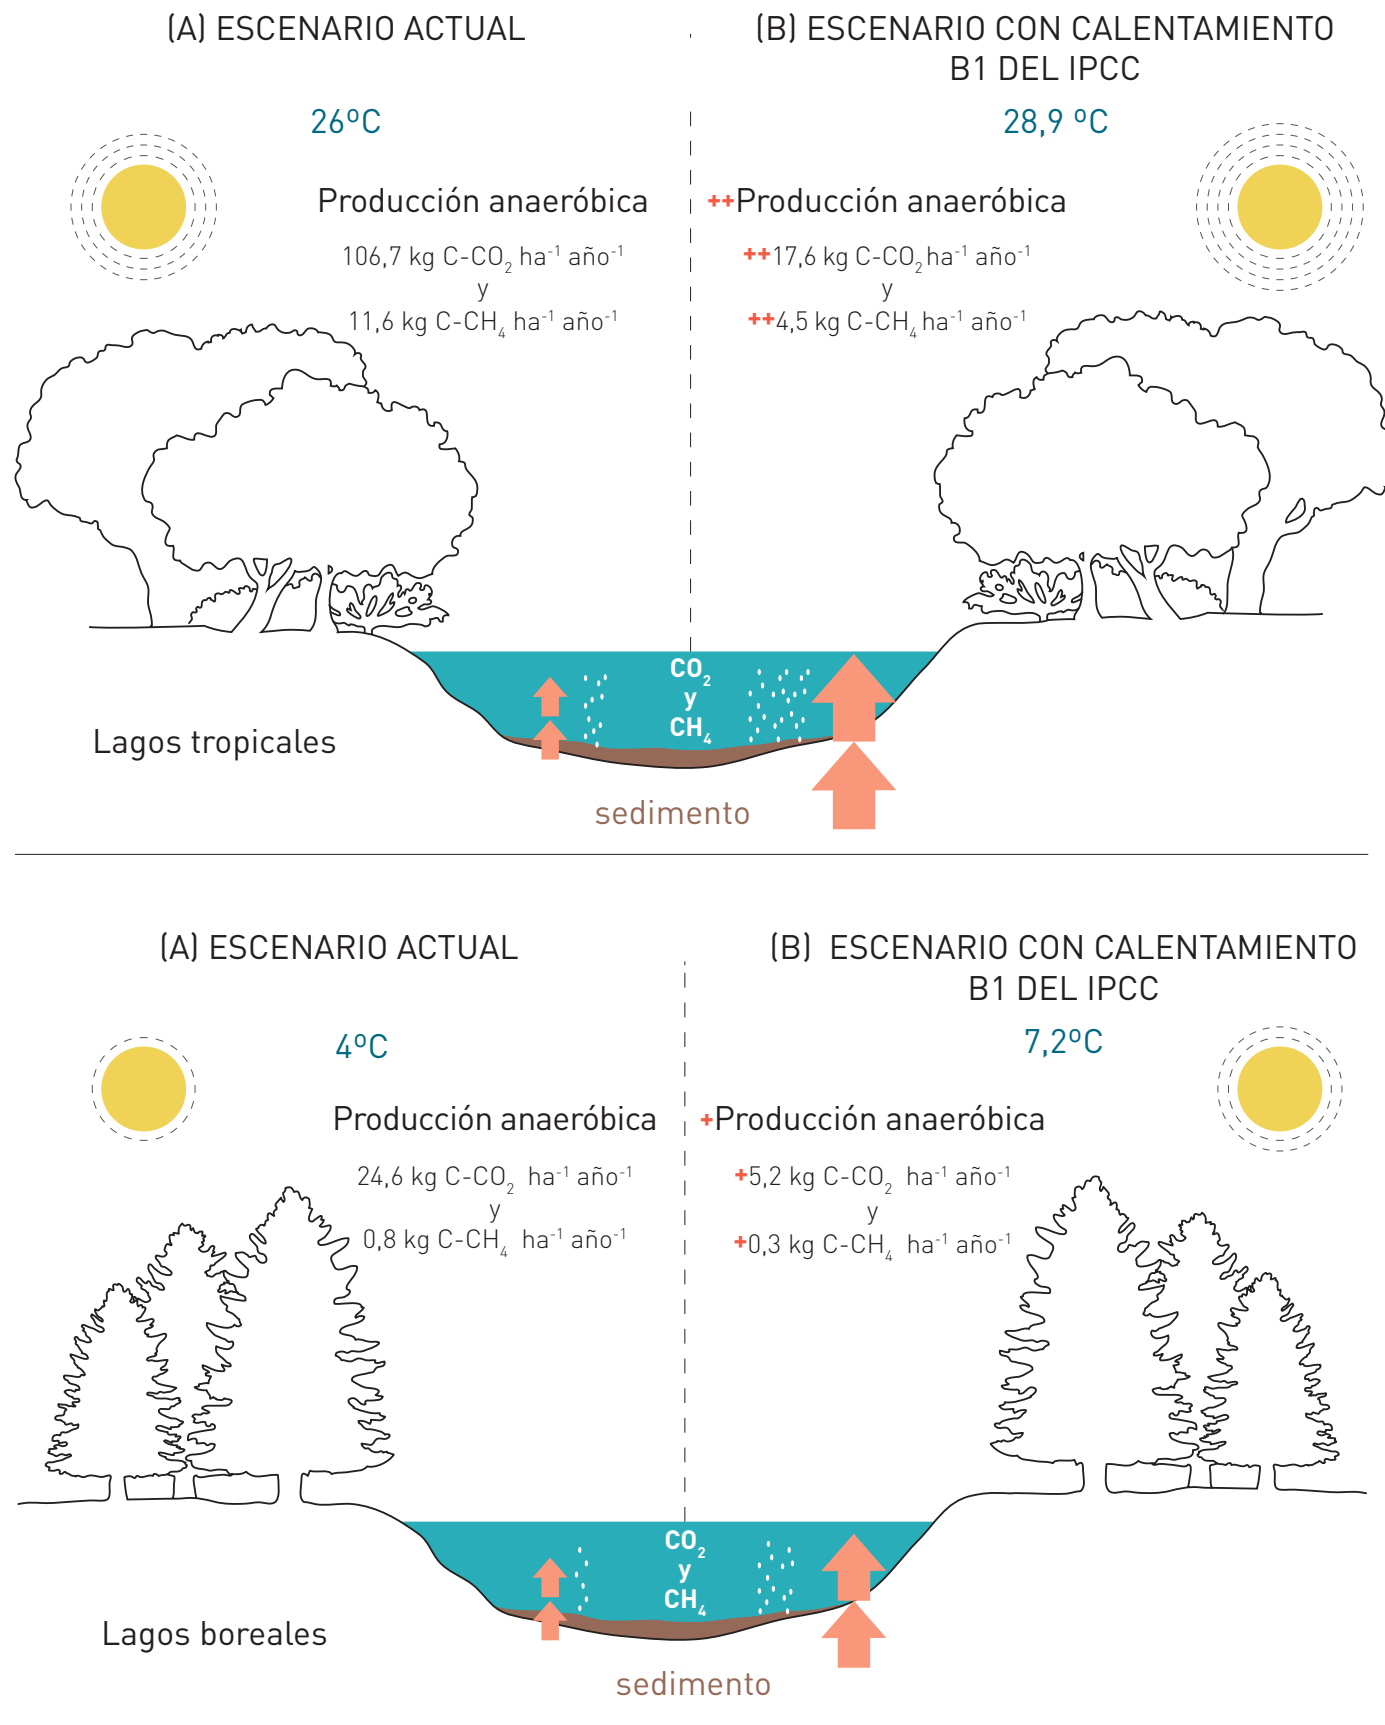 (A) ESCENARIO ACTUAL
(B) ESCENARIO CON CALENTAMIENTO
B1 DEL IPCC
26ºC
28,9 ºC
Producción anaeróbica
106,7 kg C-CO₂ ha⁻¹ año⁻¹
y
11,6 kg C-CH₄ ha⁻¹ año⁻¹
++Producción anaeróbica
++17,6 kg C-CO₂ ha⁻¹ año⁻¹
y
++4,5 kg C-CH₄ ha⁻¹ año⁻¹
CO₂
y
CH₄
Lagos tropicales
sedimento
(A) ESCENARIO ACTUAL
(B) ESCENARIO CON CALENTAMIENTO
B1 DEL IPCC
4ºC
7,2ºC
Producción anaeróbica
24,6 kg C-CO₂ ha⁻¹ año⁻¹
y
0,8 kg C-CH₄ ha⁻¹ año⁻¹
+Producción anaeróbica
+5,2 kg C-CO₂ ha⁻¹ año⁻¹
y
+0,3 kg C-CH₄ ha⁻¹ año⁻¹
CO₂
y
CH₄
Lagos boreales
sedimento